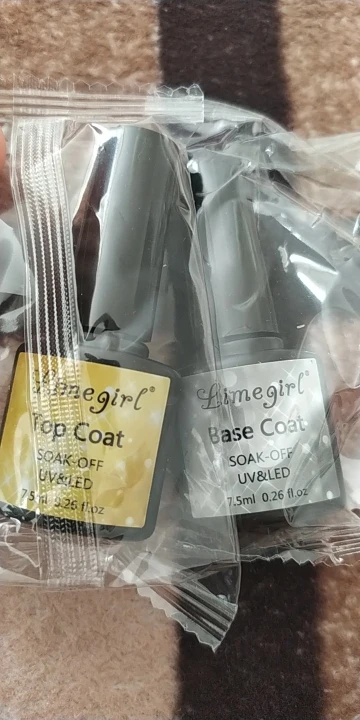 Limegirl®
Top Coat
SOAK-OFF
UV&LED
7.5ml 0.26 fl.oz
Limegirl®
Base Coat
SOAK-OFF
UV&LED
7.5ml 0.26 fl.oz